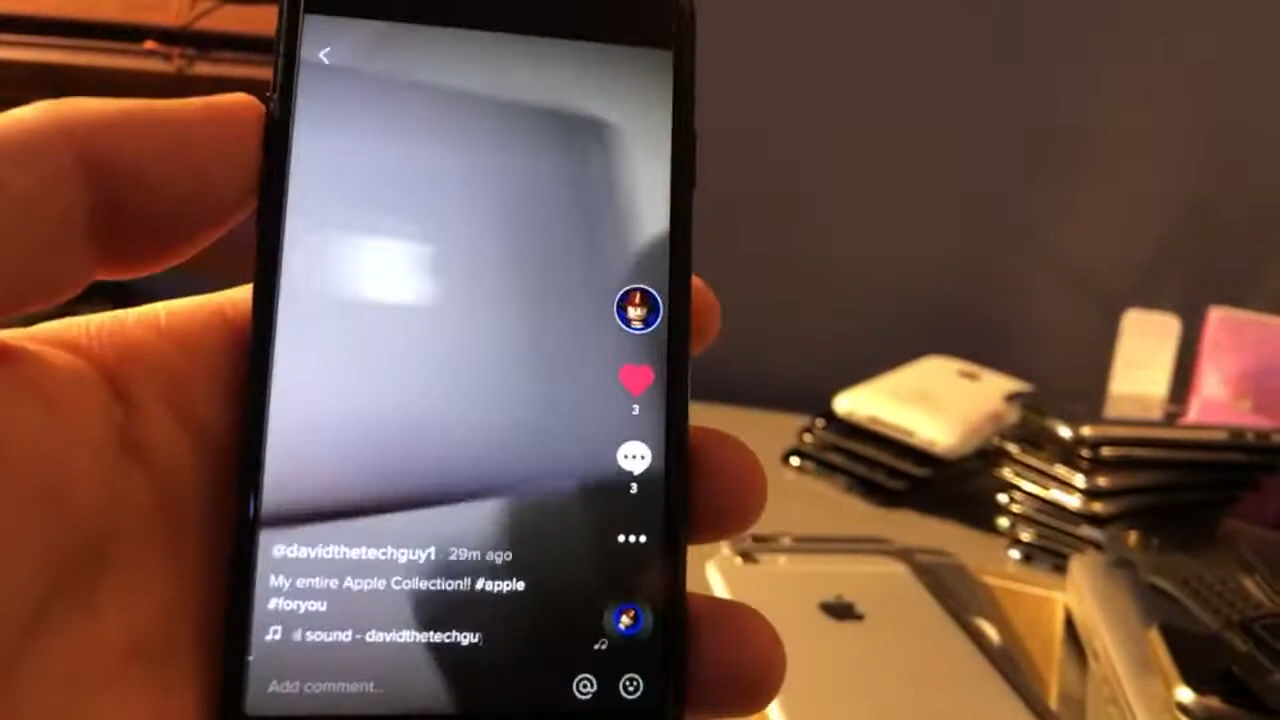 3
3
@davidthetechguy1 · 29m ago
My entire Apple Collection!! #apple
#foryou
sound - davidthetechgu
Add comment...